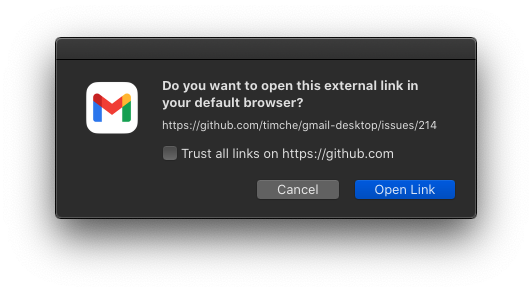 Do you want to open this external link in
your default browser?
https://github.com/timche/gmail-desktop/issues/214
Trust all links on https://github.com
Cancel
Open Link